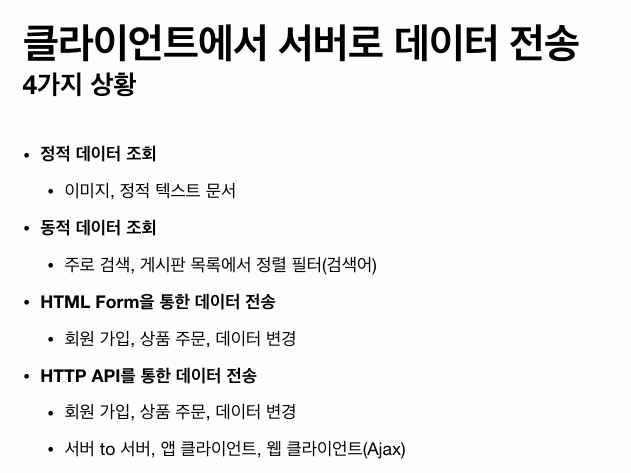 클라이언트에서 서버로 데이터 전송
4가지 상황
• 정적 데이터 조회
• 이미지, 정적 텍스트 문서
• 동적 데이터 조회
• 주로 검색, 게시판 목록에서 정렬 필터(검색어)
• HTML Form을 통한 데이터 전송
• 회원 가입, 상품 주문, 데이터 변경
• HTTP API를 통한 데이터 전송
• 회원 가입, 상품 주문, 데이터 변경
• 서버 to 서버, 앱 클라이언트, 웹 클라이언트(Ajax)